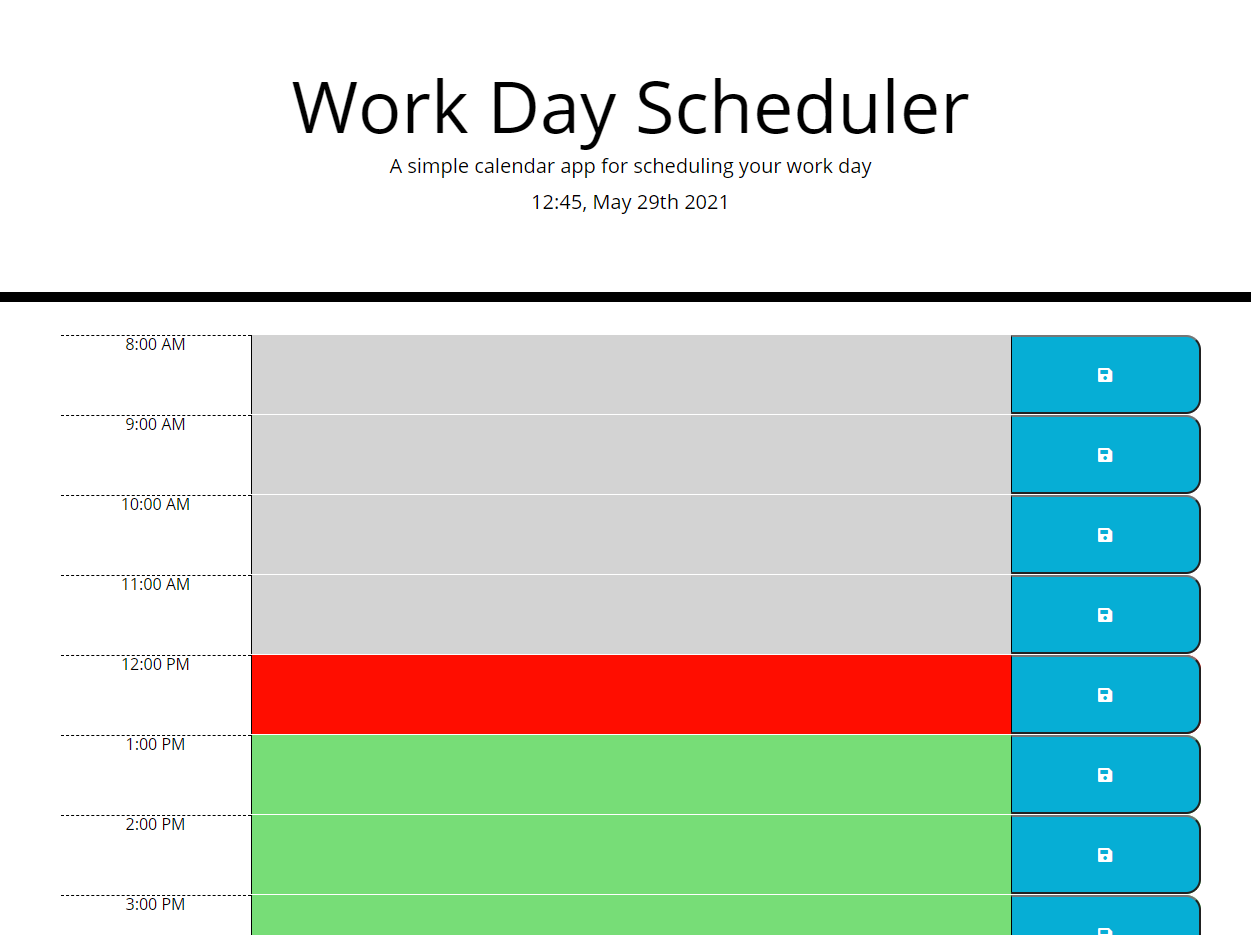 Work Day Scheduler
A simple calendar app for scheduling your work day
12:45, May 29th 2021
8:00 AM
9:00 AM
10:00 AM
11:00 AM
12:00 PM
1:00 PM
2:00 PM
3:00 PM